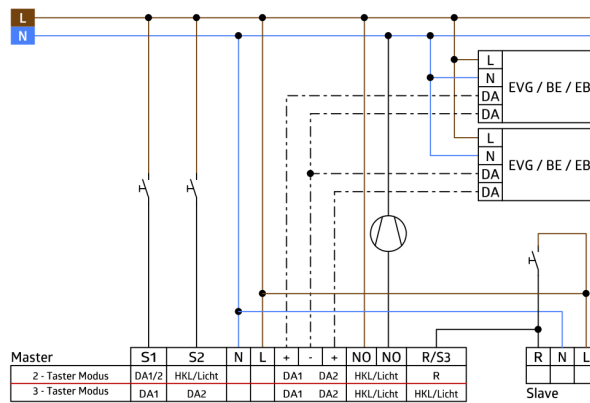 L
N
L
N
DA
DA
EVG / BE / EB
L
N
DA
DA
EVG / BE / EB
Master S1 S2 N L + - + NO NO R/S3
2 - Taster Modus DA1/2 HKL/Licht DA1 DA2 HKL/Licht R
3 - Taster Modus DA1 DA2 DA1 DA2 HKL/Licht HKL/Licht
R N L
Slave